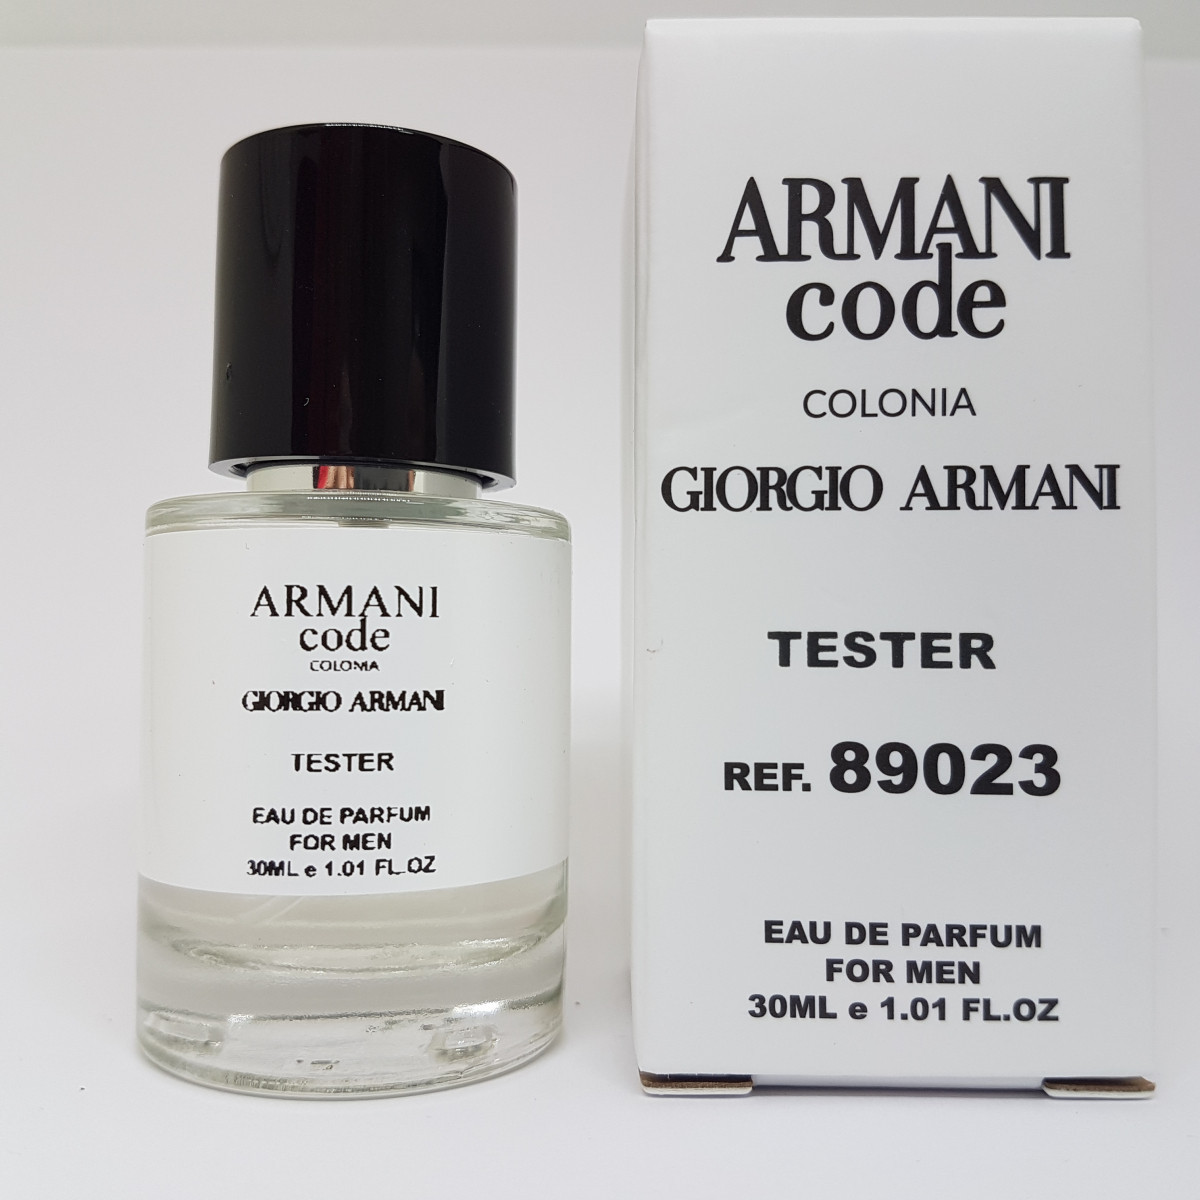 ARMANI
code
COLONIA
GIORGIO ARMANI
TESTER
EAU DE PARFUM
FOR MEN
30ML e 1.01 FL.OZ
ARMANI
code
COLONIA
GIORGIO ARMANI
TESTER
REF. 89023
EAU DE PARFUM
FOR MEN
30ML e 1.01 FL.OZ